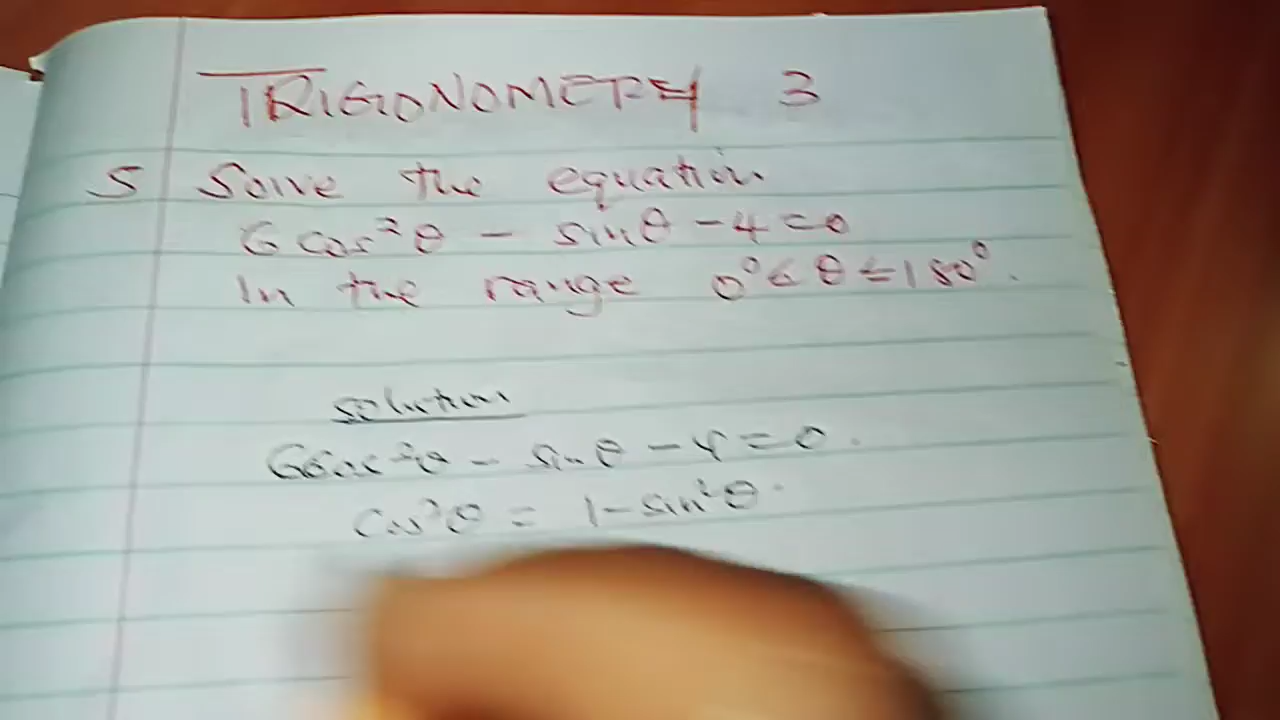 TRIGONOMETRY 3
5 Solve the equation
6 cos²θ - sinθ - 4 = 0
In the range 0° < θ ≤ 180°.
solution
6cos²θ - sinθ - 4 = 0.
cos²θ = 1 - sin²θ.